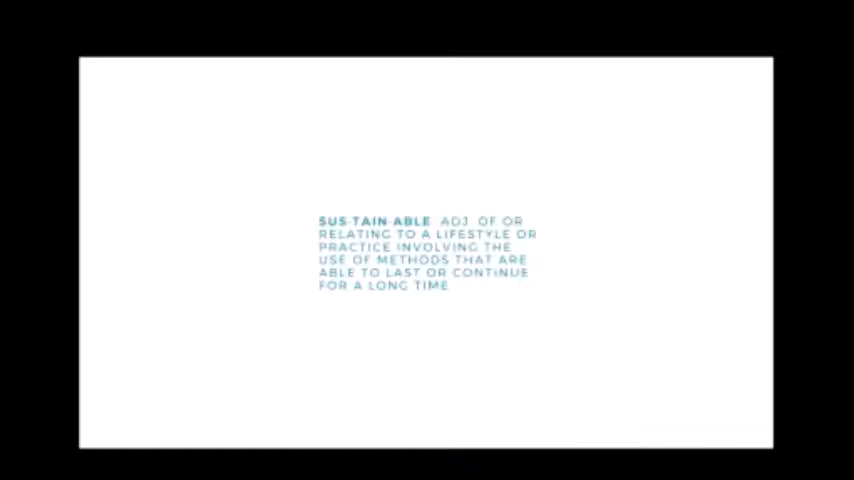 SUS·TAIN·ABLE ADJ. OF OR
RELATING TO A LIFESTYLE OR
PRACTICE INVOLVING THE
USE OF METHODS THAT ARE
ABLE TO LAST OR CONTINUE
FOR A LONG TIME